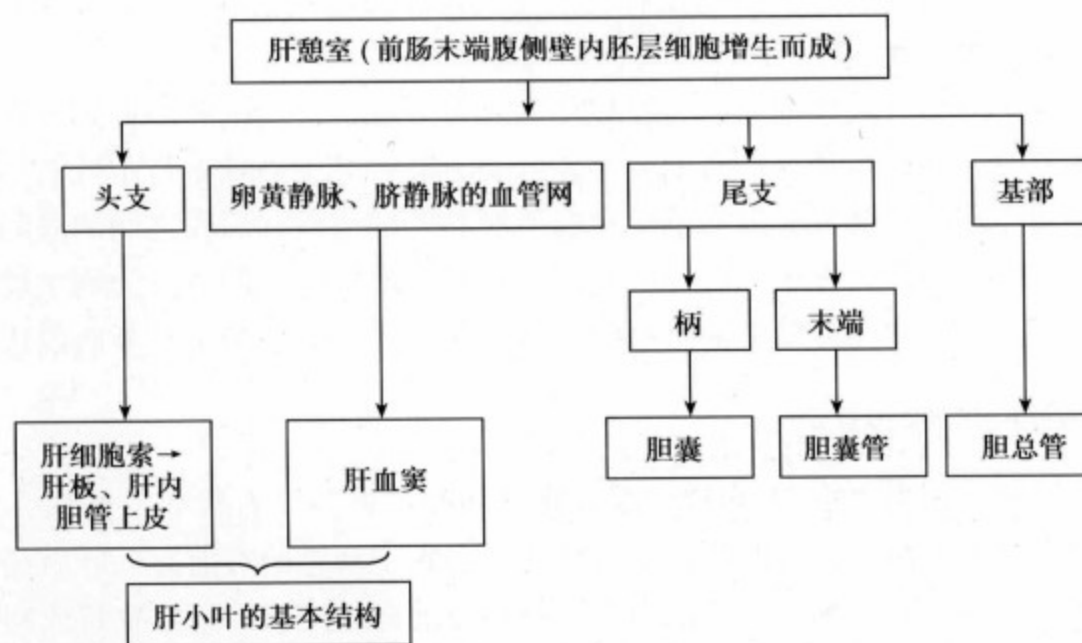 肝憩室（前肠末端腹侧壁内胚层细胞增生而成）
头支
卵黄静脉、脐静脉的血管网
尾支
基部
柄
末端
肝细胞索→
肝板、肝内
胆管上皮
肝血窦
胆囊
胆囊管
胆总管
肝小叶的基本结构